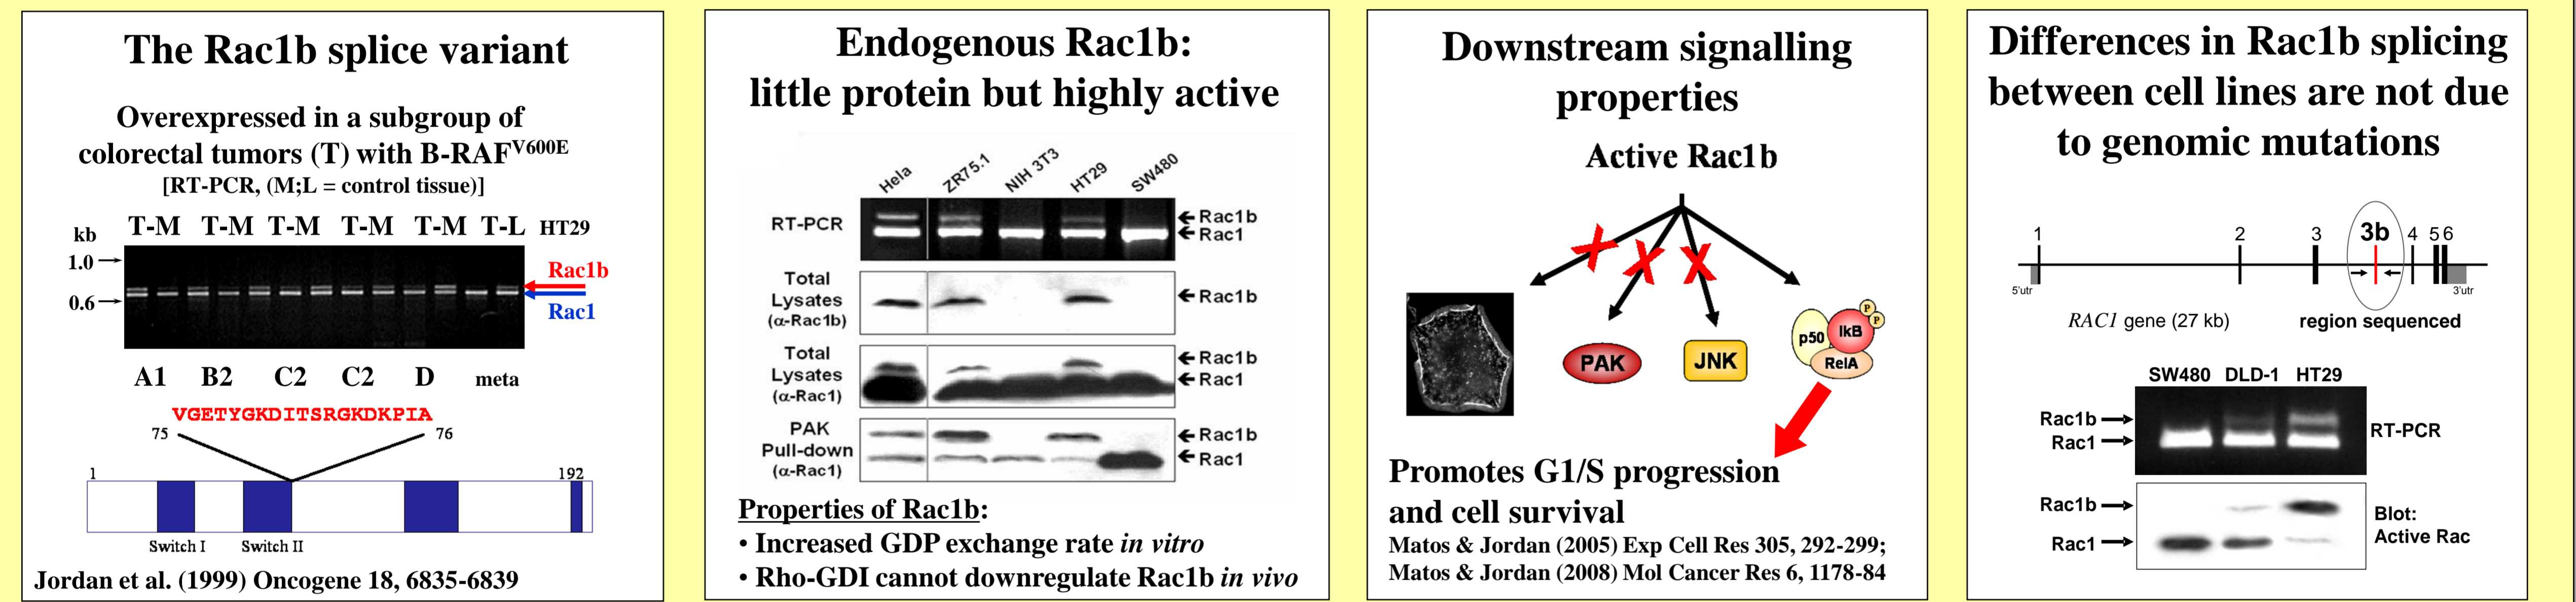 The Rac1b splice variant
Overexpressed in a subgroup of
colorectal tumors (T) with B-RAFV600E
[RT-PCR, (M;L = control tissue)]
kb T-M T-M T-M T-M T-M T-L HT29
1.0
0.6
Rac1b
Rac1
A1 B2 C2 C2 D meta
VGETYGKDITSRGKDKPIA
75 76
1 192
Switch I Switch II
Jordan et al. (1999) Oncogene 18, 6835-6839
Endogenous Rac1b:
little protein but highly active
Hela ZR75.1 NIH 3T3 HT29 SW480
RT-PCR
Rac1b
Rac1
Total
Lysates
(α-Rac1b)
Rac1b
Total
Lysates
(α-Rac1)
Rac1b
Rac1
PAK
Pull-down
(α-Rac1)
Rac1b
Rac1
Properties of Rac1b:
• Increased GDP exchange rate in vitro
• Rho-GDI cannot downregulate Rac1b in vivo
Downstream signalling
properties
Active Rac1b
X X X
PAK
JNK
p50 IkB P P
RelA
Promotes G1/S progression
and cell survival
Matos & Jordan (2005) Exp Cell Res 305, 292-299;
Matos & Jordan (2008) Mol Cancer Res 6, 1178-84
Differences in Rac1b splicing
between cell lines are not due
to genomic mutations
1 2 3 3b 4 5 6
5'utr 3'utr
RAC1 gene (27 kb) region sequenced
SW480 DLD-1 HT29
Rac1b
Rac1
RT-PCR
Rac1b
Rac1
Blot:
Active Rac